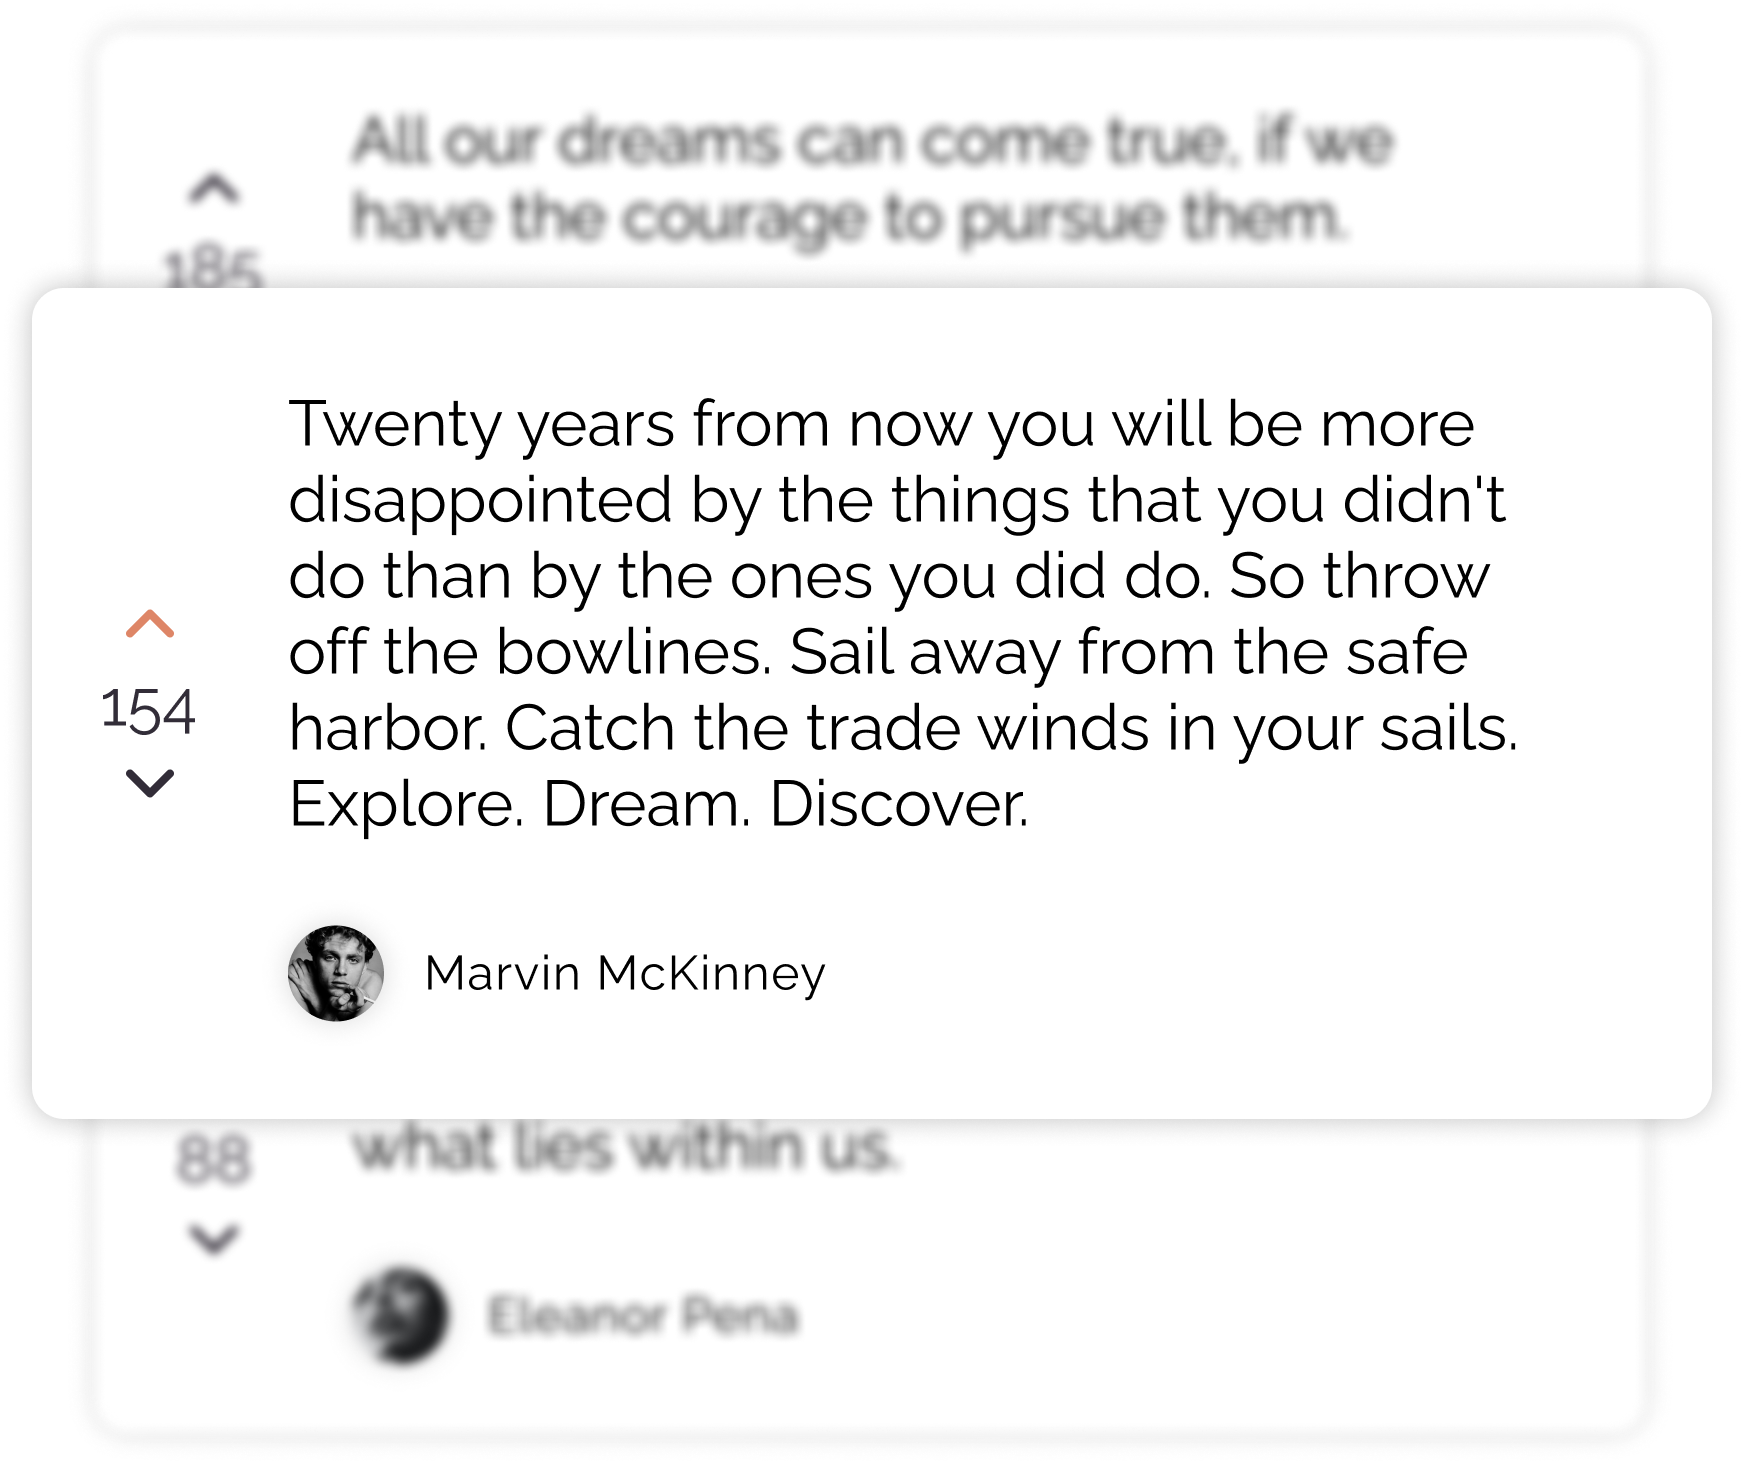 All our dreams can come true, if we
have the courage to pursue them.
185
Twenty years from now you will be more
disappointed by the things that you didn't
do than by the ones you did do. So throw
off the bowlines. Sail away from the safe
harbor. Catch the trade winds in your sails.
Explore. Dream. Discover.
154
Marvin McKinney
what lies within us.
88
Eleanor Pena